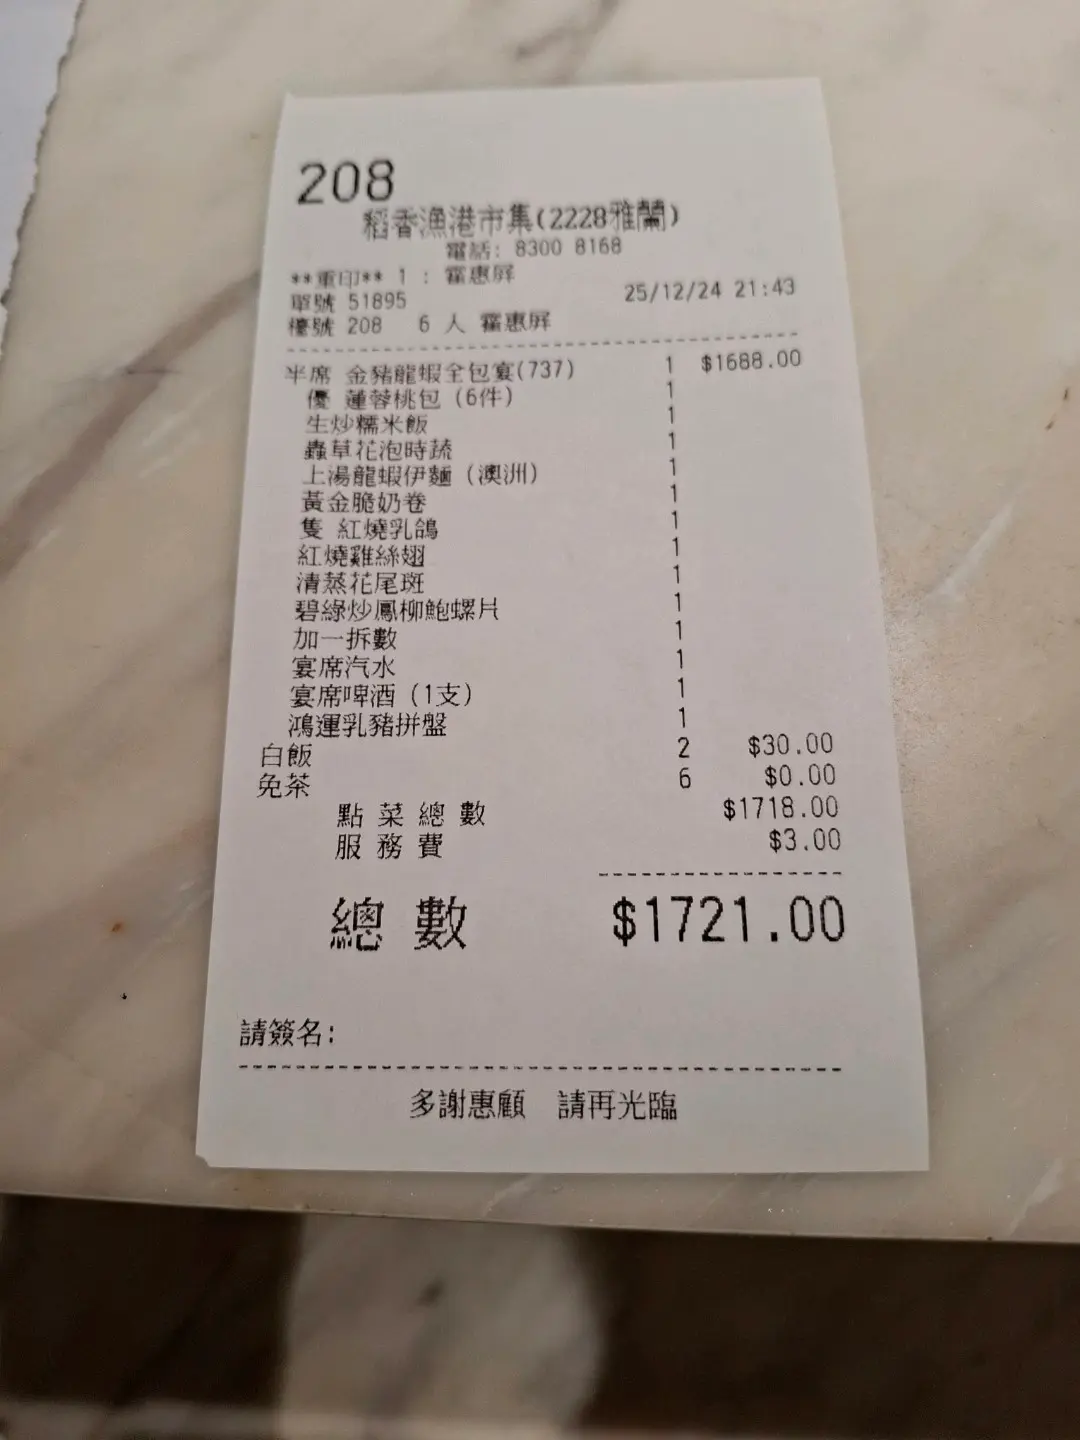 208
稻香漁港市集(2228雅蘭)
電話: 8300 8168
**重印** 1 : 霍惠屏
單號 51895 25/12/24 21:43
檯號 208 6 人 霍惠屏
半席 金豬龍蝦全包宴(737) 1 $1688.00
優 蓮蓉桃包 (6件) 1
生炒糯米飯 1
蟲草花泡時蔬 1
上湯龍蝦伊麵 (澳洲) 1
黃金脆奶卷 1
隻 紅燒乳鴿 1
紅燒雞絲翅 1
清蒸花尾斑 1
碧綠炒鳳柳鮑螺片 1
加一拆數 1
宴席汽水 1
宴席啤酒 (1支) 1
鴻運乳豬拼盤 1
白飯 2 $30.00
免茶 6 $0.00
點 菜 總 數 $1718.00
服 務 費 $3.00
總 數 $1721.00
請簽名:
多謝惠顧 請再光臨